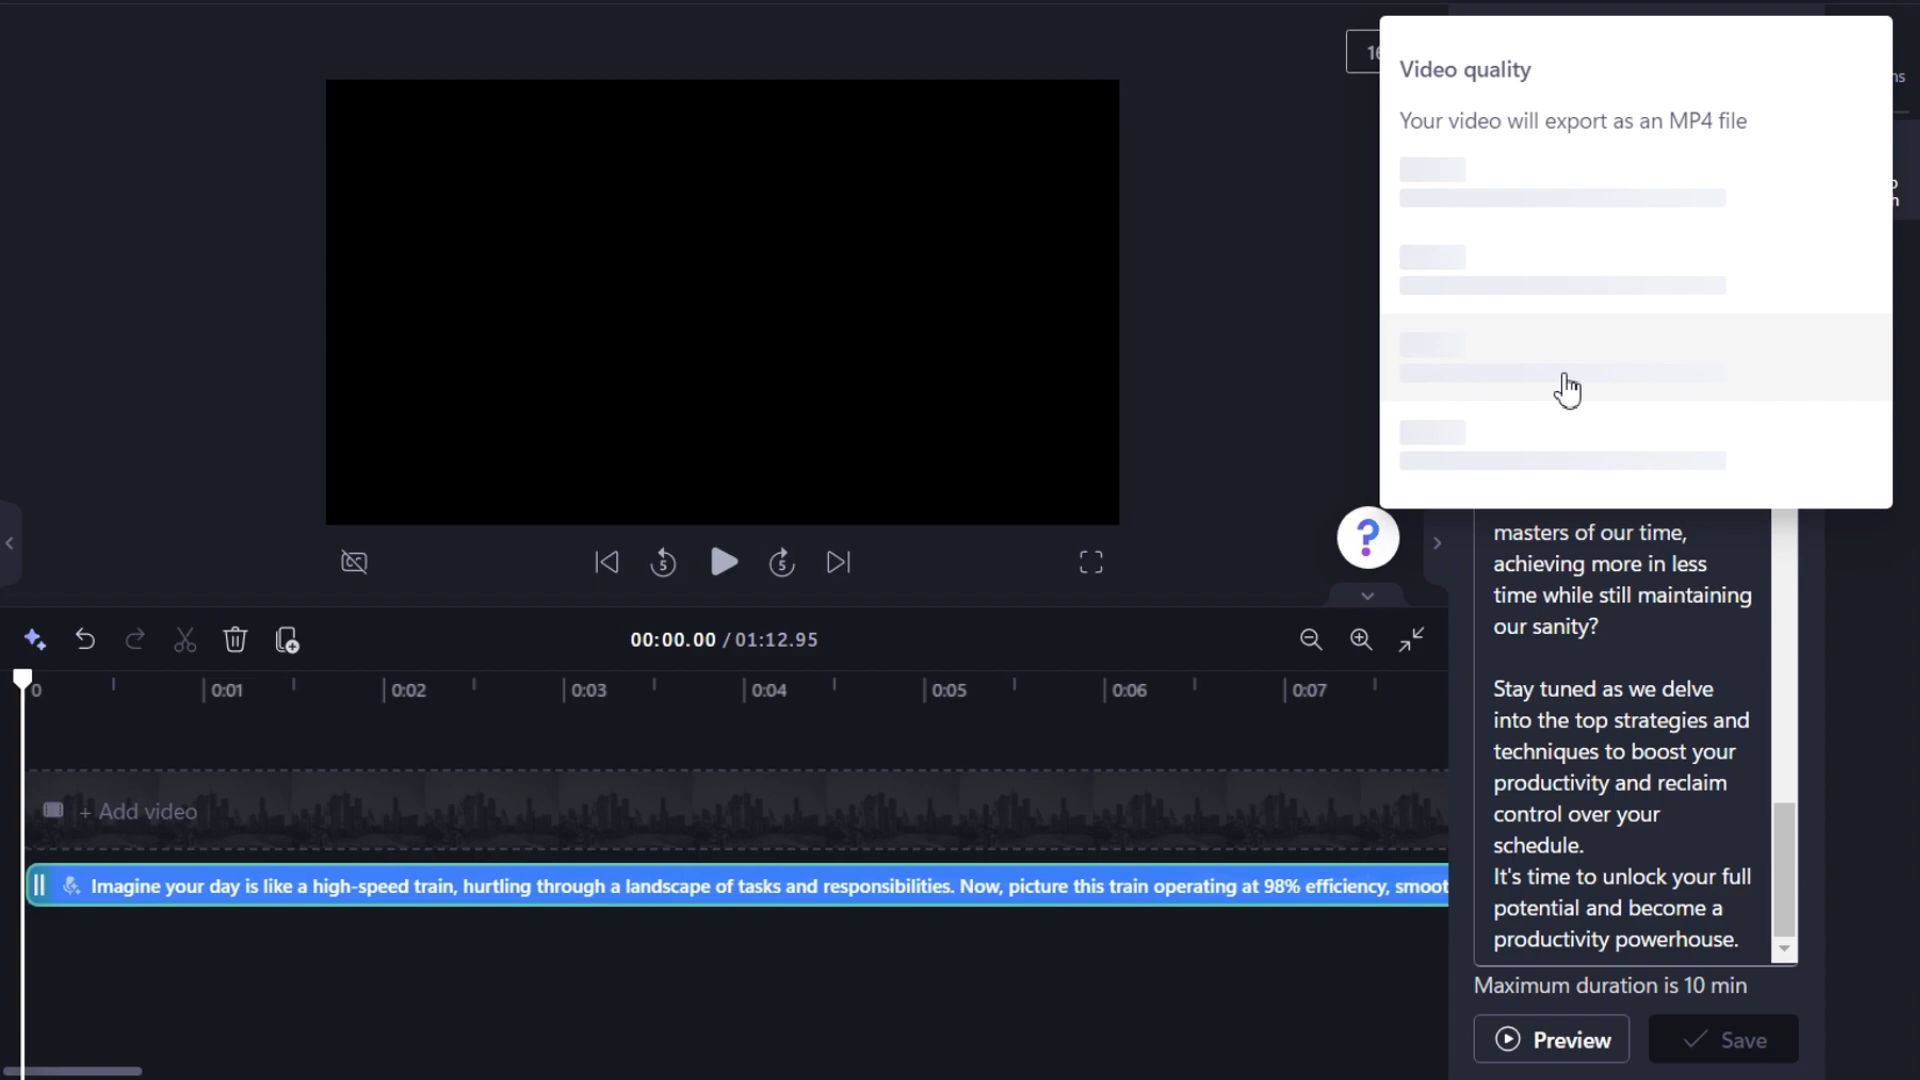 16
Video quality
Your video will export as an MP4 file
masters of our time,
achieving more in less
time while still maintaining
our sanity?
Stay tuned as we delve
into the top strategies and
techniques to boost your
productivity and reclaim
control over your
schedule.
It's time to unlock your full
potential and become a
productivity powerhouse.
Maximum duration is 10 min
Preview
Save
CC
5
5
?
00:00.00 / 01:12.95
0
0:01
0:02
0:03
0:04
0:05
0:06
0:07
+ Add video
Imagine your day is like a high-speed train, hurtling through a landscape of tasks and responsibilities. Now, picture this train operating at 98% efficiency, smoot